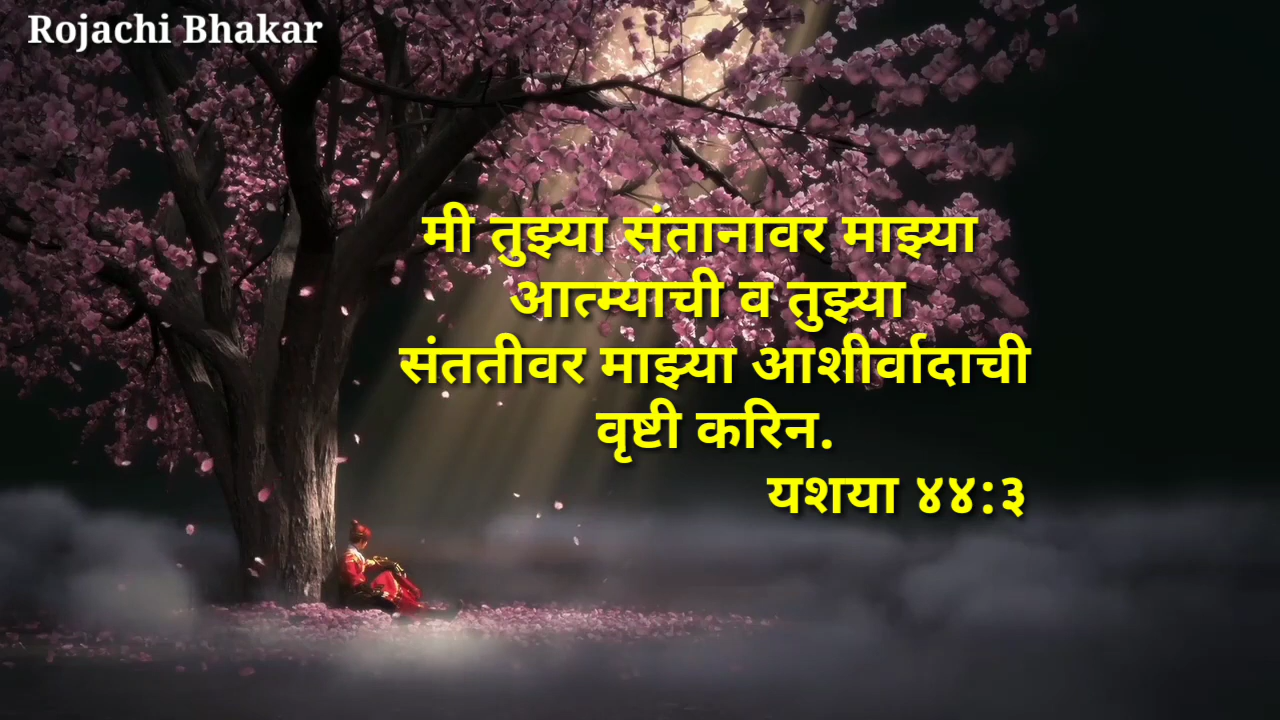 Rojachi Bhakar
मी तुझ्या संतानावर माझ्या
आत्म्याची व तुझ्या
संततीवर माझ्या आशीर्वादाची
वृष्टी करिन.
यशया ४४:३